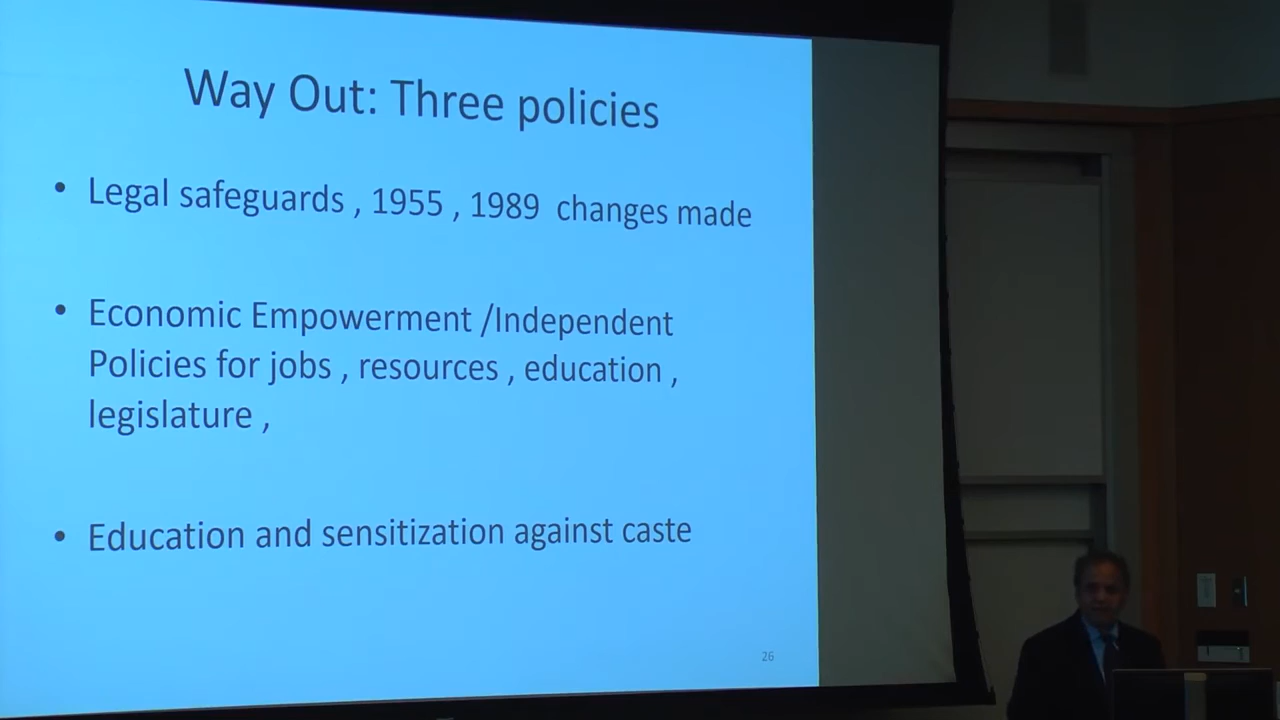 Way Out: Three policies
• Legal safeguards , 1955 , 1989  changes made
• Economic Empowerment /Independent
Policies for jobs , resources , education ,
legislature ,
• Education and sensitization against caste
26